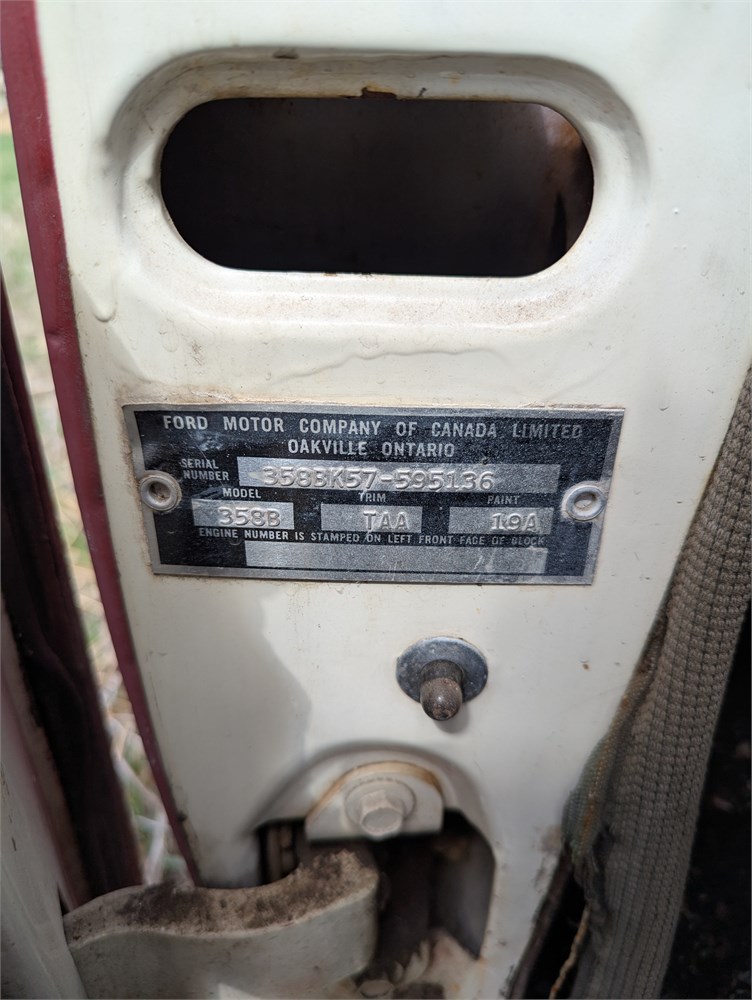 FORD MOTOR COMPANY OF CANADA LIMITED
OAKVILLE ONTARIO
SERIAL NUMBER 358BK57-595136
MODEL TRIM PAINT
358B TAA 19A
ENGINE NUMBER IS STAMPED ON LEFT FRONT FACE OF BLOCK